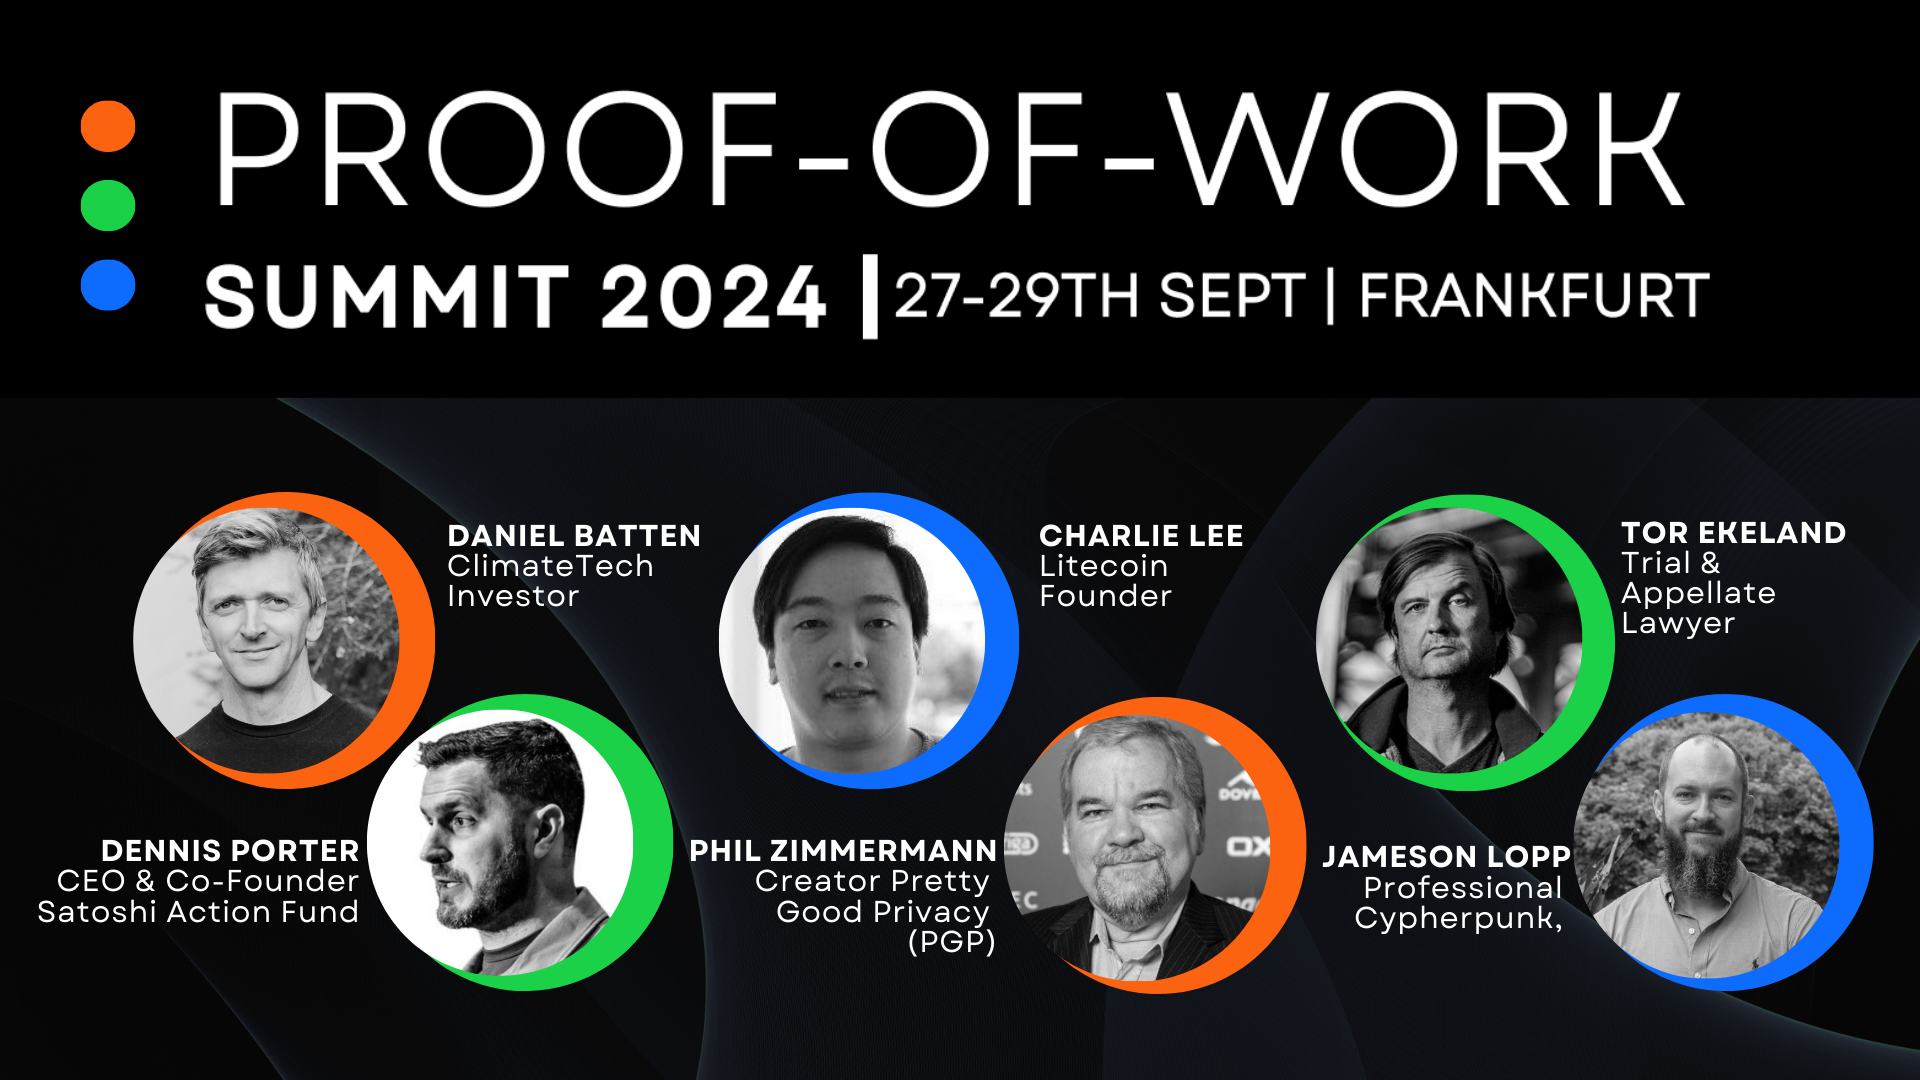 PROOF-OF-WORK
SUMMIT 2024 | 27-29TH SEPT | FRANKFURT
DANIEL BATTEN
ClimateTech
Investor
CHARLIE LEE
Litecoin
Founder
TOR EKELAND
Trial &
Appellate
Lawyer
DENNIS PORTER
CEO & Co-Founder
Satoshi Action Fund
PHIL ZIMMERMANN
Creator Pretty
Good Privacy
(PGP)
JAMESON LOPP
Professional
Cypherpunk,